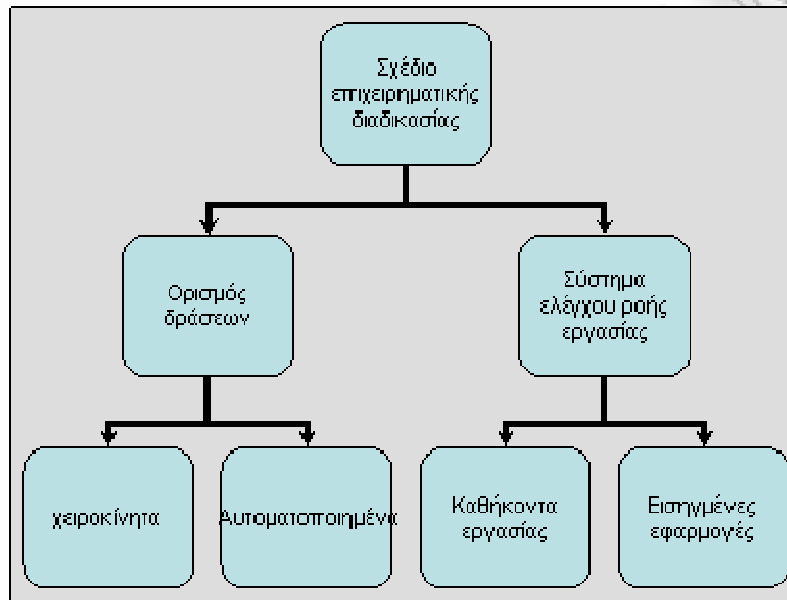 Σχέδιο
επιχειρηματικής
διαδικασίας
Ορισμός
δράσεων
Σύστημα
ελέγχου ροής
εργασίας
χειροκίνητα
Αυτοματοποιημένα
Καθήκοντα
εργασίας
Εισηγμένες
εφαρμογές